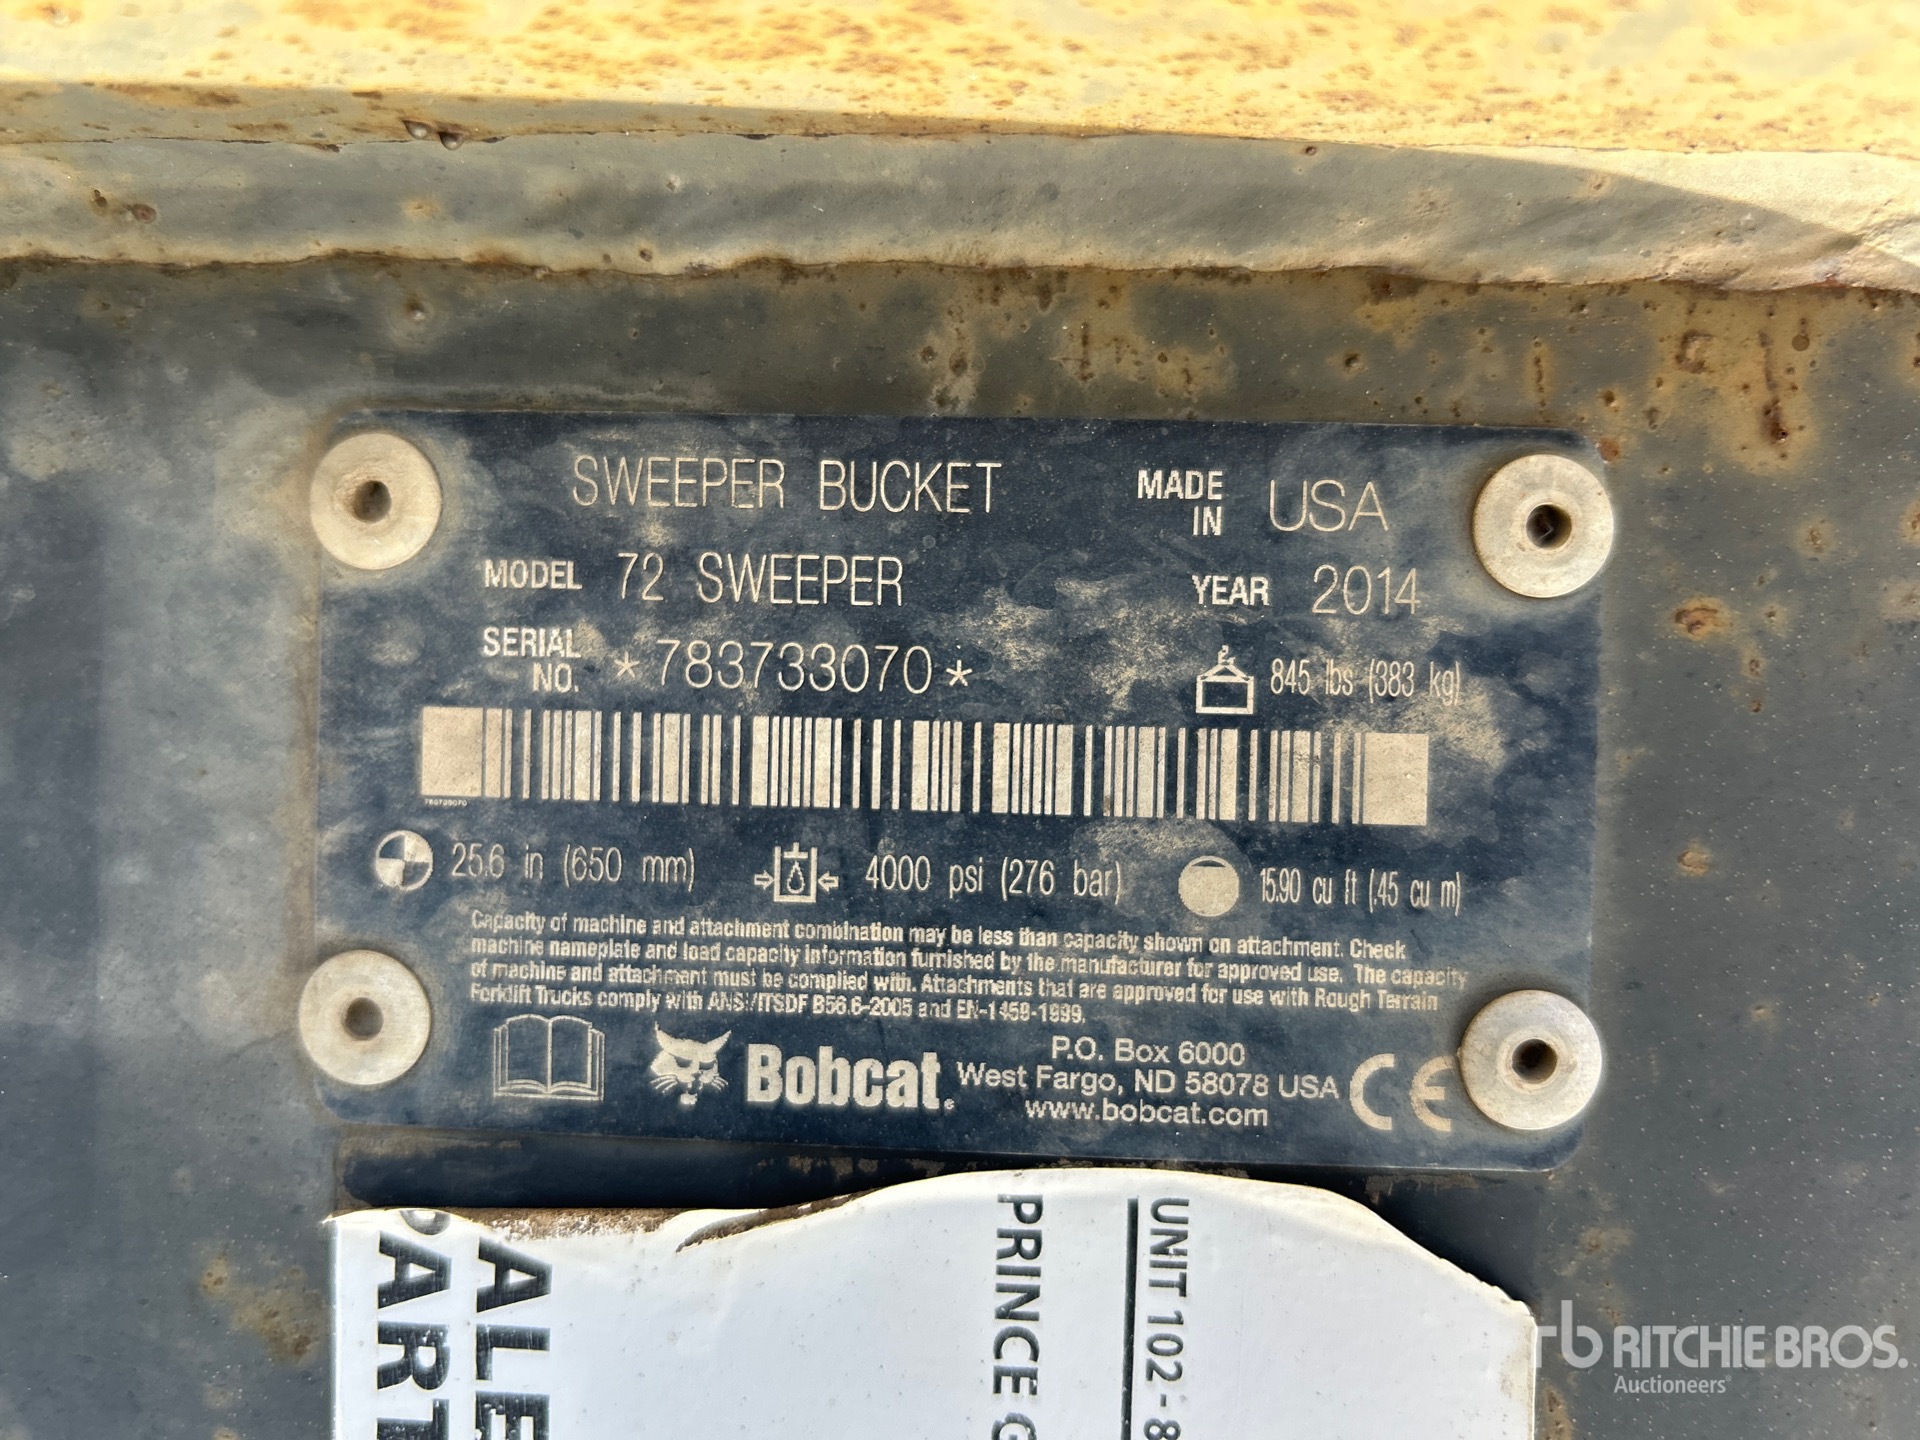 SWEEPER BUCKET MADE IN USA
MODEL 72 SWEEPER YEAR 2014
SERIAL NO. *783733070* 845 lbs (383 kg)
783733070
25.6 in (650 mm) 4000 psi (276 bar) 15.90 cu ft (.45 cu m)
Capacity of machine and attachment combination may be less than capacity shown on attachment. Check
machine nameplate and load capacity information furnished by the manufacturer for approved use. The capacity
of machine and attachment must be complied with. Attachments that are approved for use with Rough Terrain
Forklift Trucks comply with ANSI/ITSDF B56.6-2005 and EN-1459-1999.
Bobcat.
P.O. Box 6000
West Fargo, ND 58078 USA
www.bobcat.com
CE
UNIT 102 - 8
PRINCE G
ALE
PART
rb RITCHIE BROS.
Auctioneers